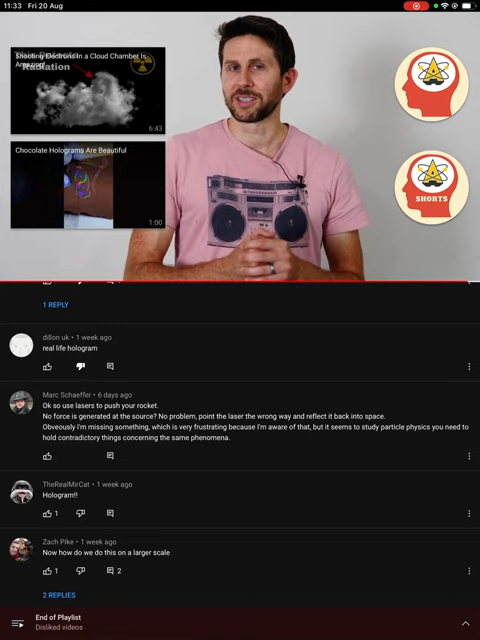 11:33 Fri 20 Aug
Shooting Electrons In a Cloud Chamber Is
Amazing!
Radiation
6:43
Chocolate Holograms Are Beautiful
1:00
SHORTS
1 REPLY
dillon uk • 1 week ago
real life hologram
Marc Schaeffer • 6 days ago
Ok so use lasers to push your rocket.
No force is generated at the source? No problem, point the laser the wrong way and reflect it back into space.
Obveously I'm missing something, which is very frustrating because I'm aware of that, but it seems to study particle physics you need to
hold contradictory things concerning the same phenomena.
TheRealMirCat • 1 week ago
Hologram!!
1
Zach Pike • 1 week ago
Now how do we do this on a larger scale
1 2
2 REPLIES
End of Playlist
Disliked videos